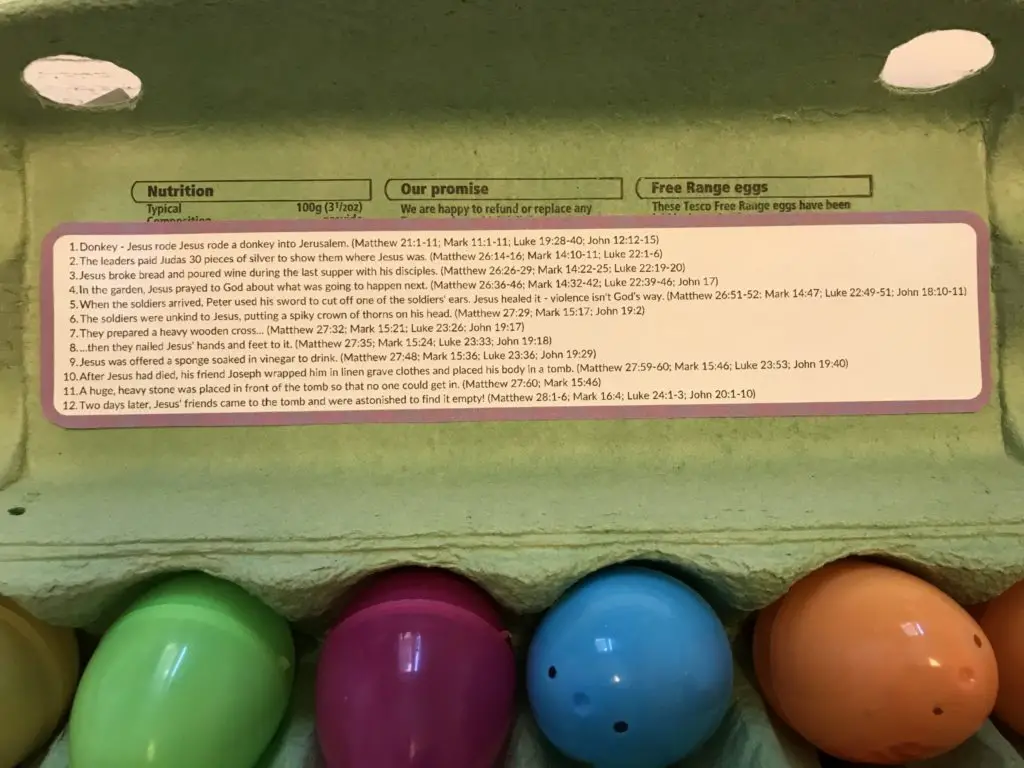 Nutrition
Our promise
Free Range eggs
Typical
100g (3½oz)
We are happy to refund or replace any
These Tesco Free Range eggs have been
1. Donkey - Jesus rode Jesus rode a donkey into Jerusalem. (Matthew 21:1-11; Mark 11:1-11; Luke 19:28-40; John 12:12-15)
2. The leaders paid Judas 30 pieces of silver to show them where Jesus was. (Matthew 26:14-16; Mark 14:10-11; Luke 22:1-6)
3. Jesus broke bread and poured wine during the last supper with his disciples. (Matthew 26:26-29; Mark 14:22-25; Luke 22:19-20)
4. In the garden, Jesus prayed to God about what was going to happen next. (Matthew 26:36-46; Mark 14:32-42; Luke 22:39-46; John 17)
5. When the soldiers arrived, Peter used his sword to cut off one of the soldiers' ears. Jesus healed it - violence isn't God's way. (Matthew 26:51-52; Mark 14:47; Luke 22:49-51; John 18:10-11)
6. The soldiers were unkind to Jesus, putting a spiky crown of thorns on his head. (Matthew 27:29; Mark 15:17; John 19:2)
7. They prepared a heavy wooden cross... (Matthew 27:32; Mark 15:21; Luke 23:26; John 19:17)
8. ...then they nailed Jesus' hands and feet to it. (Matthew 27:35; Mark 15:24; Luke 23:33; John 19:18)
9. Jesus was offered a sponge soaked in vinegar to drink. (Matthew 27:48; Mark 15:36; Luke 23:36; John 19:29)
10. After Jesus had died, his friend Joseph wrapped him in linen grave clothes and placed his body in a tomb. (Matthew 27:59-60; Mark 15:46; Luke 23:53; John 19:40)
11. A huge, heavy stone was placed in front of the tomb so that no one could get in. (Matthew 27:60; Mark 15:46)
12. Two days later, Jesus' friends came to the tomb and were astonished to find it empty! (Matthew 28:1-6; Mark 16:4; Luke 24:1-3; John 20:1-10)